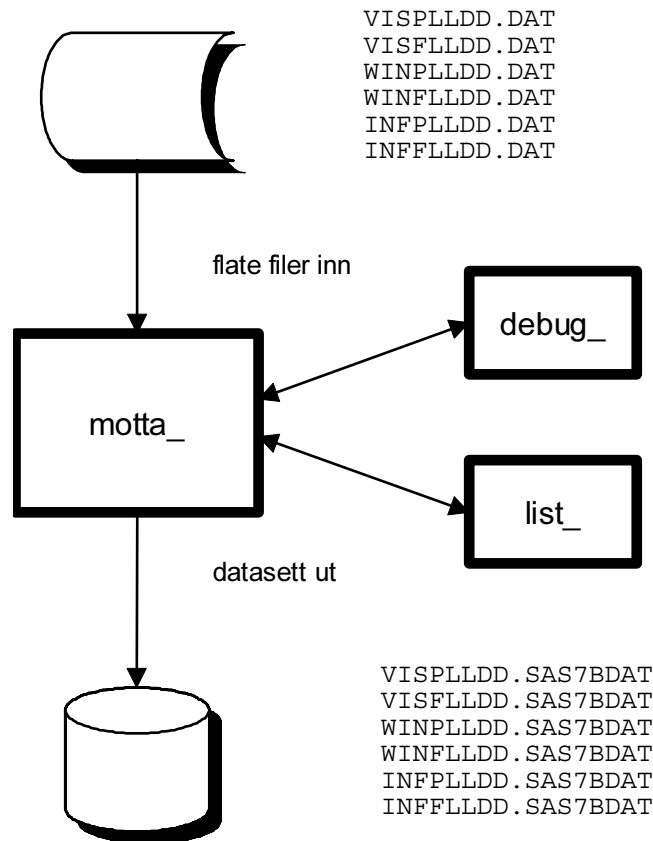 VISPLLDD.DAT
VISFLLDD.DAT
WINPLLDD.DAT
WINFLLDD.DAT
INFPLLDD.DAT
INFFLLDD.DAT
flate filer inn
debug_
motta_
list_
datasett ut
VISPLLDD.SAS7BDAT
VISFLLDD.SAS7BDAT
WINPLLDD.SAS7BDAT
WINFLLDD.SAS7BDAT
INFPLLDD.SAS7BDAT
INFFLLDD.SAS7BDAT